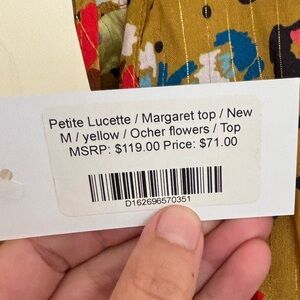 Petite Lucette / Margaret top / New
M / yellow / Ocher flowers / Top
MSRP: $119.00 Price: $71.00
D162696570351